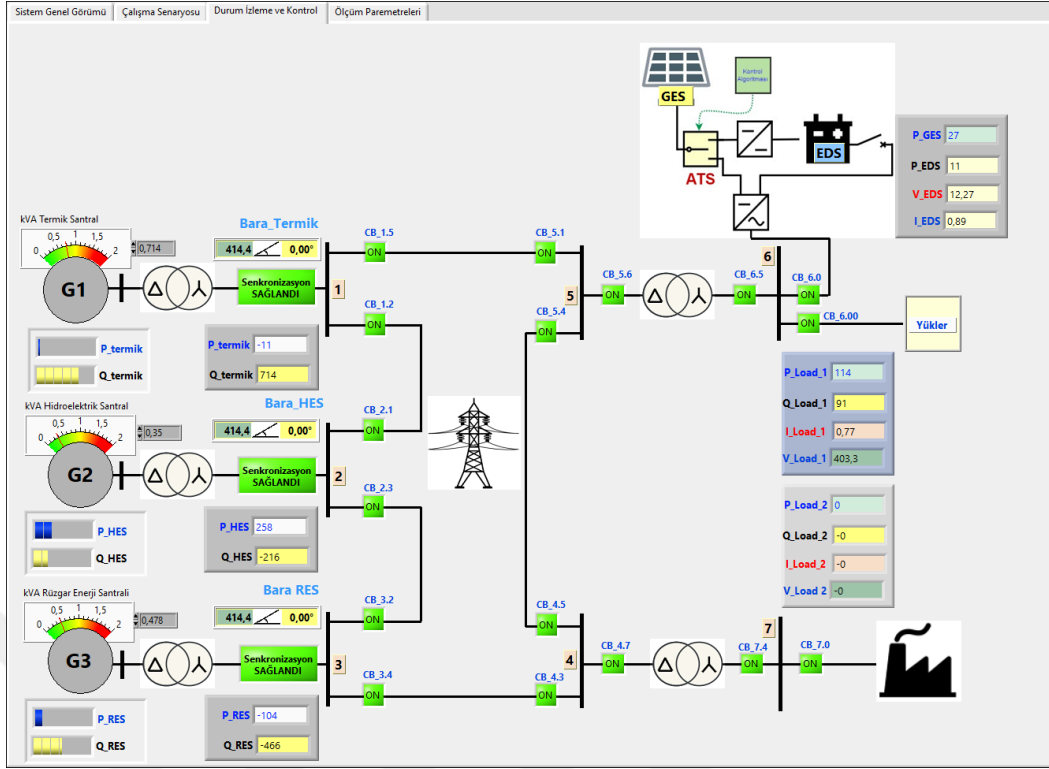 Sistem Genel Görümü
Çalışma Senaryosu
Durum İzleme ve Kontrol
Ölçüm Paremetreleri
GES
Kontrol
Algoritması
ATS
EDS
P_GES 27
P_EDS 11
V_EDS 12,27
I_EDS 0,89
kVA Termik Santral
0 0,5 1 1,5 2
0,714
G1
Bara_Termik
414,4 0,00°
Senkronizasyon
SAĞLANDI
1
CB_1.5
ON
CB_1.2
ON
P_termik
Q_termik
P_termik -11
Q_termik 714
CB_5.1
ON
5
CB_5.4
ON
CB_5.6
ON
CB_6.5
ON
6
CB_6.0
ON
CB_6.00
ON
Yükler
P_Load_1 114
Q_Load_1 91
I_Load_1 0,77
V_Load_1 403,3
kVA Hidroelektrik Santral
0 0,5 1 1,5 2
0,35
G2
Bara_HES
414,4 0,00°
Senkronizasyon
SAĞLANDI
2
CB_2.1
ON
CB_2.3
ON
P_HES
Q_HES
P_HES 258
Q_HES -216
P_Load_2 0
Q_Load_2 -0
I_Load_2 -0
V_Load 2 -0
kVA Rüzgar Enerji Santrali
0 0,5 1 1,5 2
0,478
G3
Bara RES
414,4 0,00°
Senkronizasyon
SAĞLANDI
3
CB_3.2
ON
CB_3.4
ON
P_RES
Q_RES
P_RES -104
Q_RES -466
CB_4.5
ON
4
CB_4.3
ON
CB_4.7
ON
CB_7.4
ON
7
CB_7.0
ON